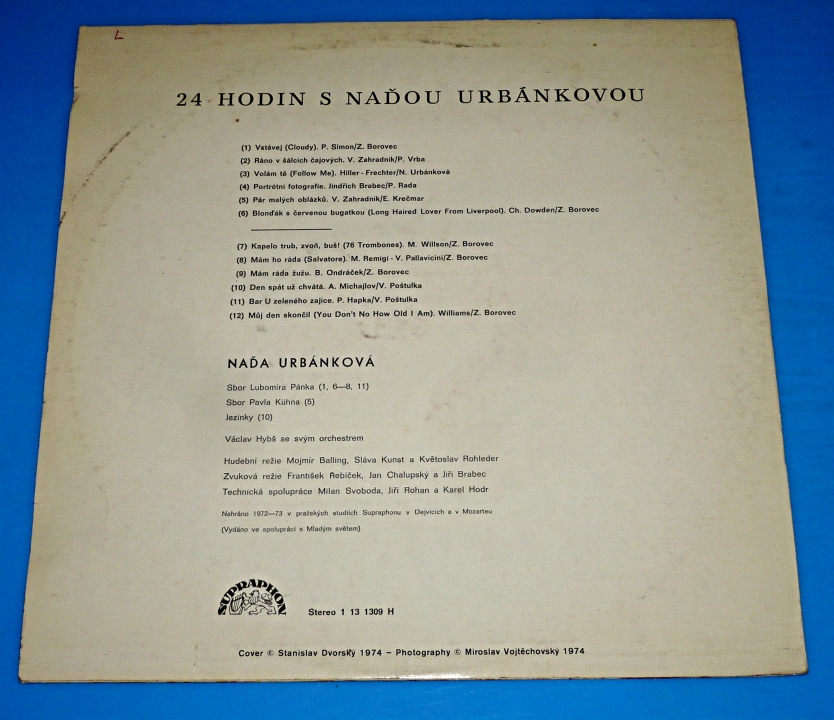 L
24 HODIN S NAĎOU URBÁNKOVOU
(1) Vstávej (Cloudy). P. Simon/Z. Borovec
(2) Ráno v šálcích čajových. V. Zahradník/P. Vrba
(3) Volám tě (Follow Me). Hiller - Frechter/N. Urbánková
(4) Portrétní fotografie. Jindřich Brabec/P. Rada
(5) Pár malých oblázků. V. Zahradník/E. Krečmar
(6) Blonďák s červenou bugatkou (Long Haired Lover From Liverpool). Ch. Dowden/Z. Borovec
(7) Kapelo trub, zvoň, buš! (76 Trombones). M. Willson/Z. Borovec
(8) Mám ho ráda (Salvatore). M. Remigi - V. Pallavicini/Z. Borovec
(9) Mám ráda žužu. B. Ondráček/Z. Borovec
(10) Den spát už chvátá. A. Michajlov/V. Poštulka
(11) Bar U zeleného zajíce. P. Hapka/V. Poštulka
(12) Můj den skončil (You Don't No How Old I Am). Williams/Z. Borovec
NAĎA URBÁNKOVÁ
Sbor Lubomíra Pánka (1, 6—8, 11)
Sbor Pavla Kühna (5)
Jezinky (10)
Václav Hybš se svým orchestrem
Hudební režie Mojmír Balling, Sláva Kunst a Květoslav Rohleder
Zvuková režie František Řebíček, Jan Chalupský a Jiří Brabec
Technická spolupráce Milan Svoboda, Jiří Rohan a Karel Hodr
Nahráno 1972—73 v pražských studiích Supraphonu v Dejvicích a v Mozarteu
(Vydáno ve spolupráci s Mladým světem)
SUPRAPHON
Stereo 1 13 1309 H
Cover © Stanislav Dvorský 1974 – Photography © Miroslav Vojtěchovský 1974